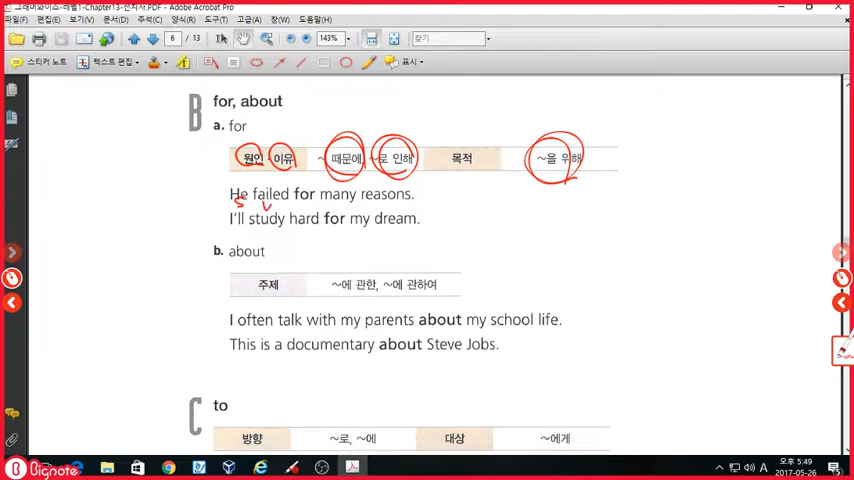 그래머와이즈-레벨1-Chapter13-전치사.PDF - Adobe Acrobat Pro
파일(F) 편집(E) 보기(V) 문서(D) 주석(C) 양식(R) 도구(T) 고급(A) 창(W) 도움말(H)
6 / 13 143% 찾기
스티커 노트 텍스트 편집 표시
B for, about
a. for
원인·이유 ~ 때문에, ~로 인해 목적 ~을 위해
He failed for many reasons.
S V
I'll study hard for my dream.
b. about
주제 ~에 관한, ~에 관하여
I often talk with my parents about my school life.
This is a documentary about Steve Jobs.
C to
방향 ~로, ~에 대상 ~에게
Bignote
A 오후 5:49
2017-05-26